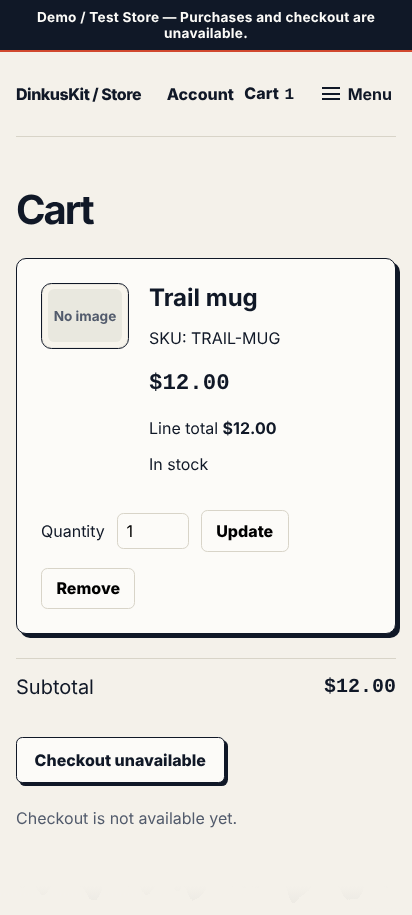 Demo / Test Store — Purchases and checkout are
unavailable.
DinkusKit / Store Account Cart 1 Menu
Cart
No image
Trail mug
SKU: TRAIL-MUG
$12.00
Line total $12.00
In stock
Quantity 1 Update
Remove
Subtotal $12.00
Checkout unavailable
Checkout is not available yet.